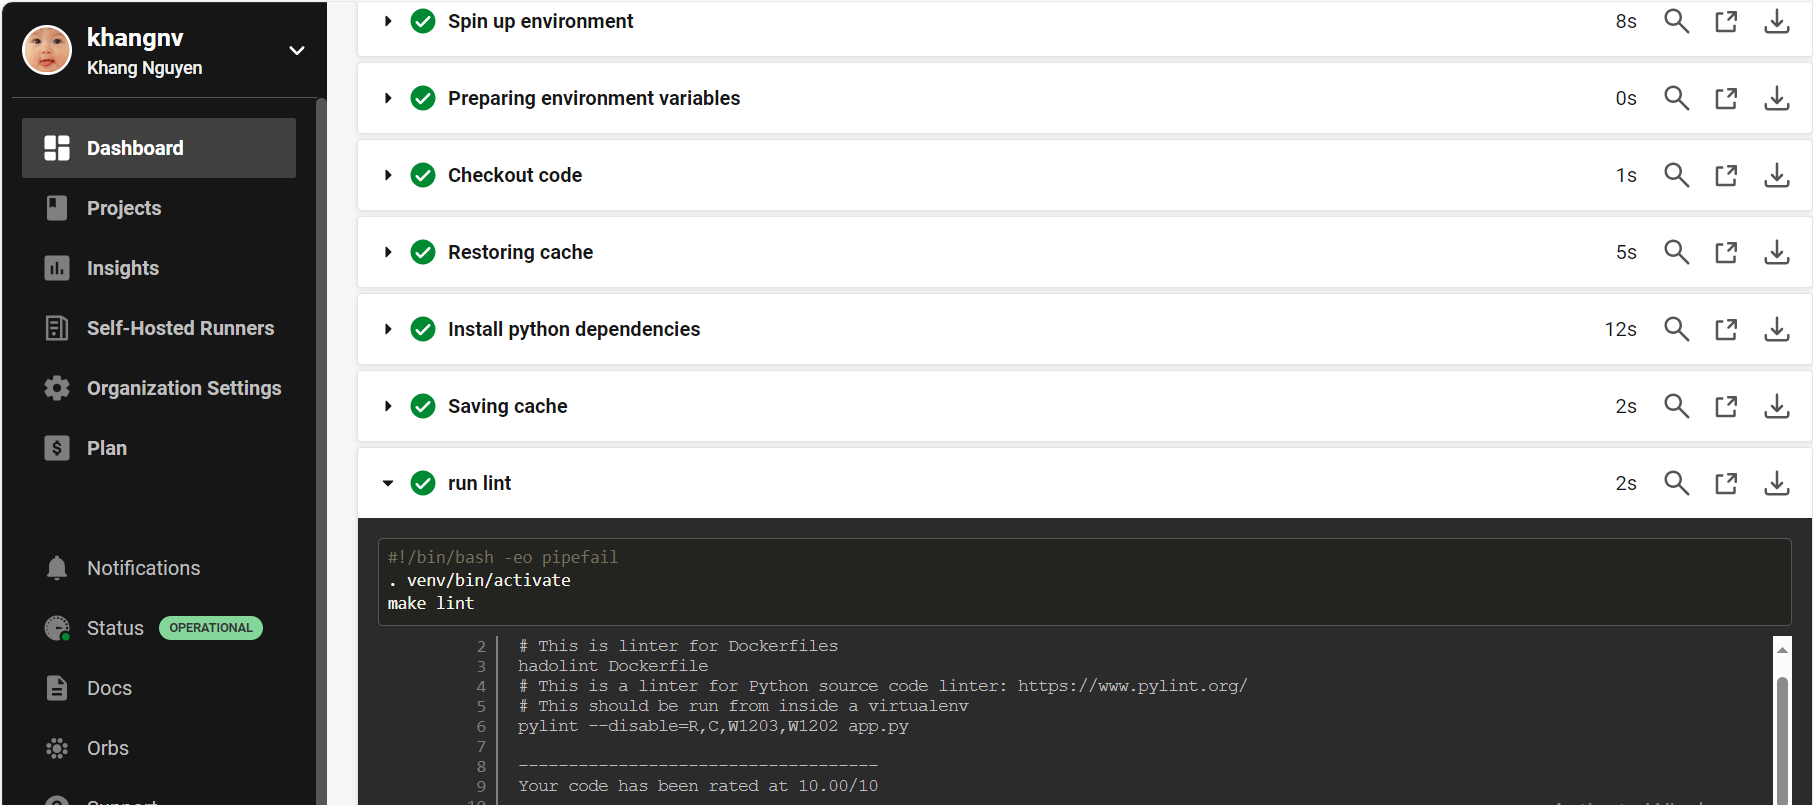 khangnv
Khang Nguyen
Dashboard
Projects
Insights
Self-Hosted Runners
Organization Settings
Plan
Notifications
Status OPERATIONAL
Docs
Orbs
Support
Spin up environment 8s
Preparing environment variables 0s
Checkout code 1s
Restoring cache 5s
Install python dependencies 12s
Saving cache 2s
run lint 2s
#!/bin/bash -eo pipefail
. venv/bin/activate
make lint
2 # This is linter for Dockerfiles
3 hadolint Dockerfile
4 # This is a linter for Python source code linter: https://www.pylint.org/
5 # This should be run from inside a virtualenv
6 pylint --disable=R,C,W1203,W1202 app.py
7
8 ------------------------------------
9 Your code has been rated at 10.00/10
10